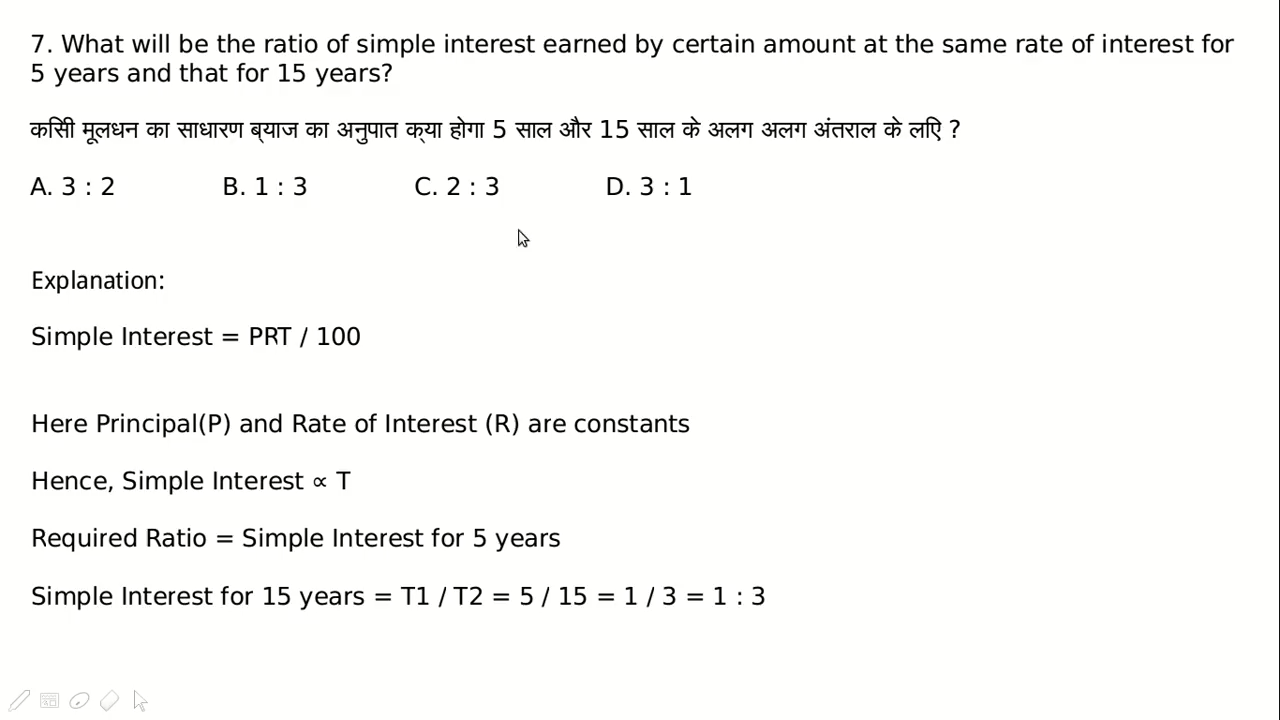 7. What will be the ratio of simple interest earned by certain amount at the same rate of interest for
5 years and that for 15 years?
किसी मूलधन का साधारण ब्याज का अनुपात क्या होगा 5 साल और 15 साल के अलग अलग अंतराल के लिए ?
A. 3 : 2 B. 1 : 3 C. 2 : 3 D. 3 : 1
Explanation:
Simple Interest = PRT / 100
Here Principal(P) and Rate of Interest (R) are constants
Hence, Simple Interest ∝ T
Required Ratio = Simple Interest for 5 years
Simple Interest for 15 years = T1 / T2 = 5 / 15 = 1 / 3 = 1 : 3